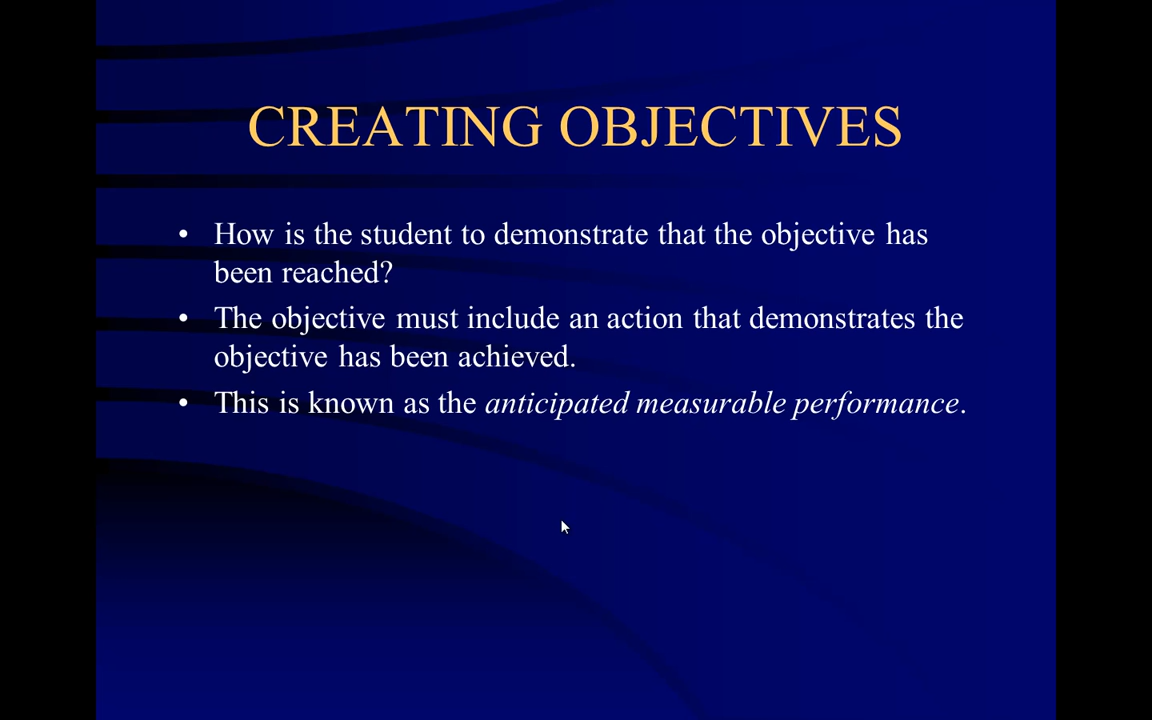 CREATING OBJECTIVES
• How is the student to demonstrate that the objective has
been reached?
• The objective must include an action that demonstrates the
objective has been achieved.
• This is known as the anticipated measurable performance.